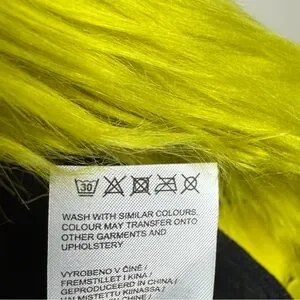 30
WASH WITH SIMILAR COLOURS.
COLOUR MAY TRANSFER ONTO
OTHER GARMENTS AND
UPHOLSTERY
VYROBENO V ČÍNĚ /
FREMSTILLET I KINA /
GEPRODUCEERD IN CHINA /
KIINASSA /